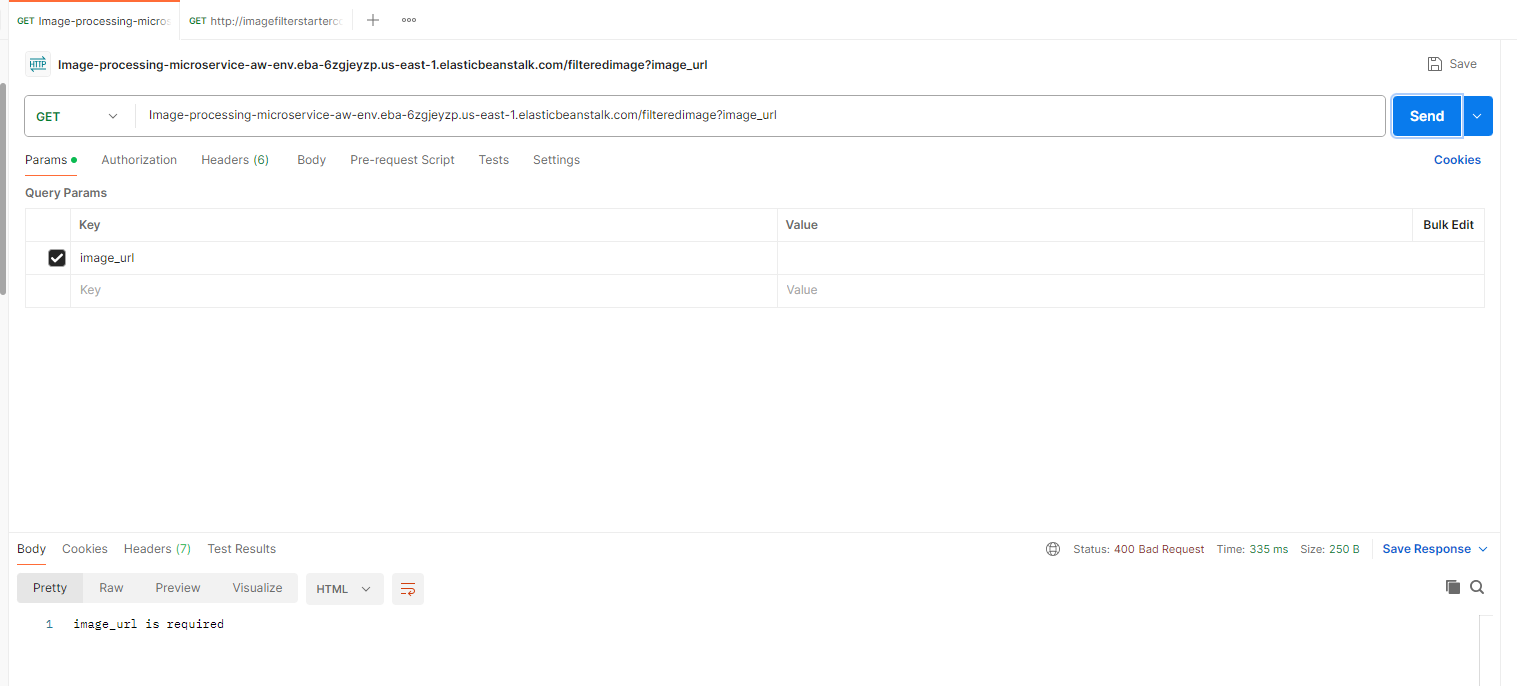 GET Image-processing-micros GET http://imagefilterstarterco
HTTP Image-processing-microservice-aw-env.eba-6zgjeyzp.us-east-1.elasticbeanstalk.com/filteredimage?image_url Save
GET Image-processing-microservice-aw-env.eba-6zgjeyzp.us-east-1.elasticbeanstalk.com/filteredimage?image_url Send
Params Authorization Headers (6) Body Pre-request Script Tests Settings Cookies
Query Params
Key Value Bulk Edit
image_url
Key Value
Body Cookies Headers (7) Test Results Status: 400 Bad Request Time: 335 ms Size: 250 B Save Response
Pretty Raw Preview Visualize HTML
1 image_url is required